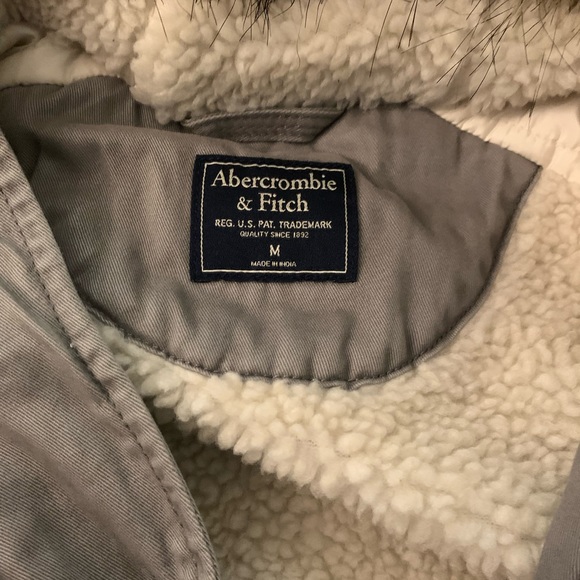 Abercrombie
& Fitch
REG. U.S. PAT. TRADEMARK
QUALITY SINCE 1892
M
MADE IN INDIA